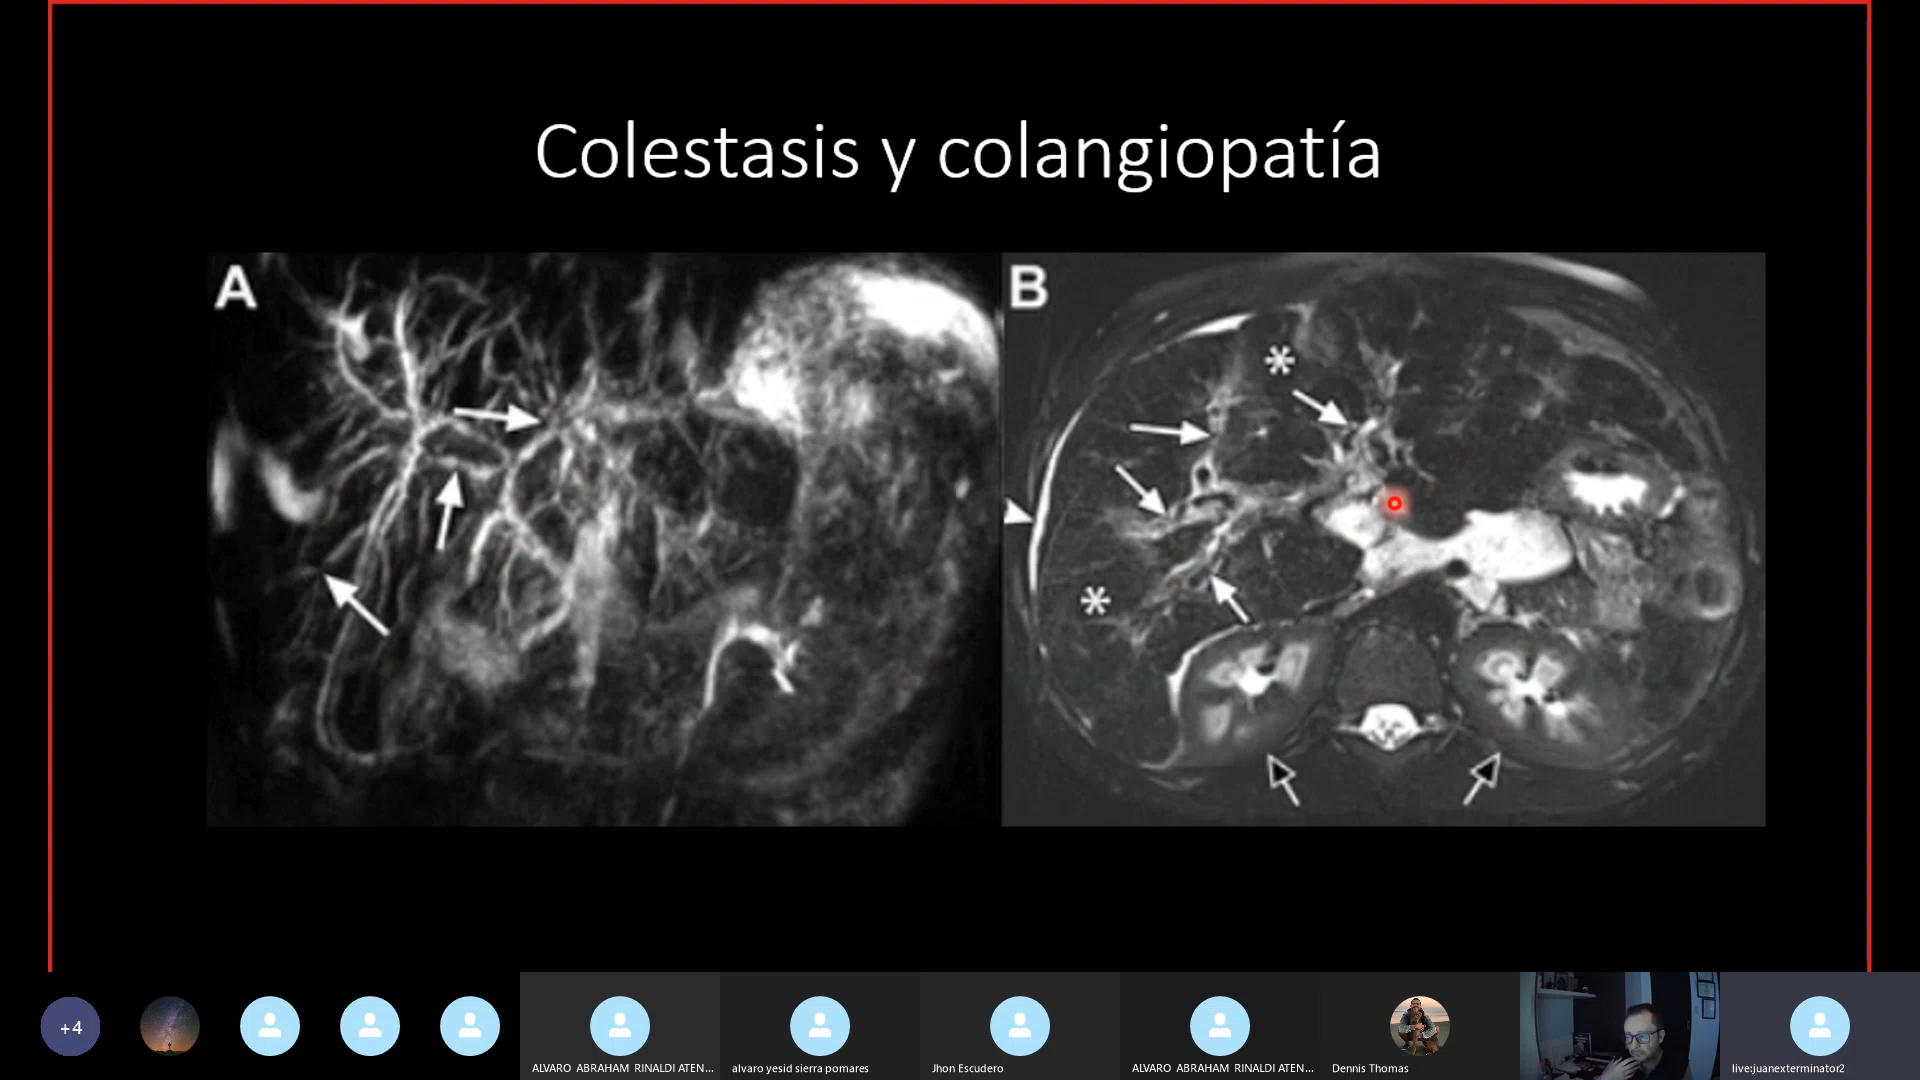 Colestasis y colangiopatía
A
B
*
*
+4
ALVARO ABRAHAM RINALDI ATEN...
alvaro yesid sierra pomares
Jhon Escudero
ALVARO ABRAHAM RINALDI ATEN...
Dennis Thomas
live:juanexterminator2